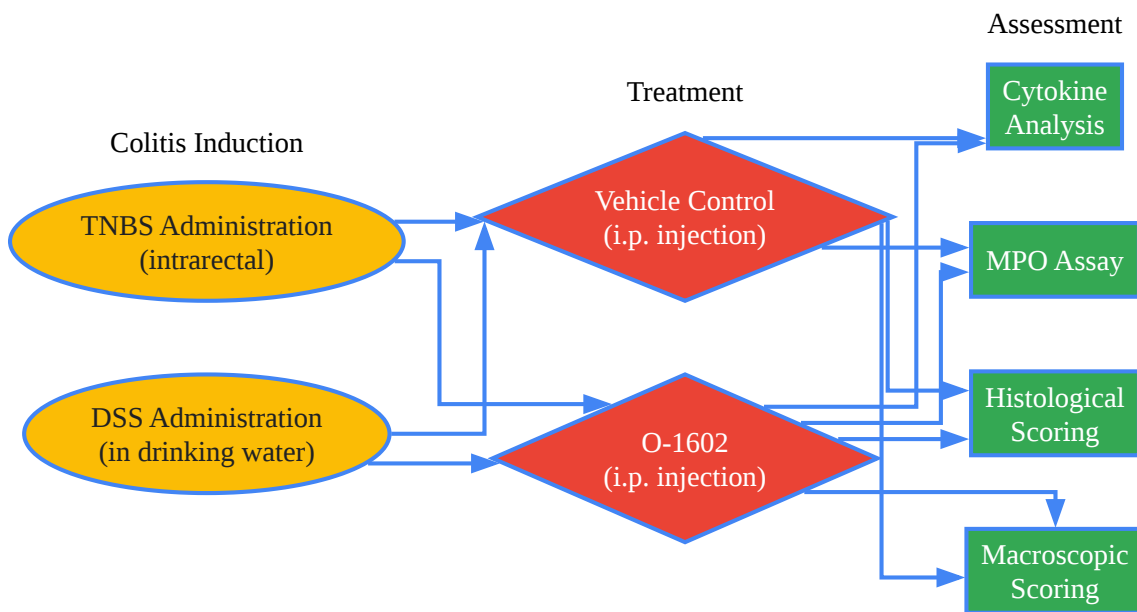 Colitis Induction
TNBS Administration
(intrarectal)
DSS Administration
(in drinking water)
Treatment
Vehicle Control
(i.p. injection)
O-1602
(i.p. injection)
Assessment
Cytokine
Analysis
MPO Assay
Histological
Scoring
Macroscopic
Scoring